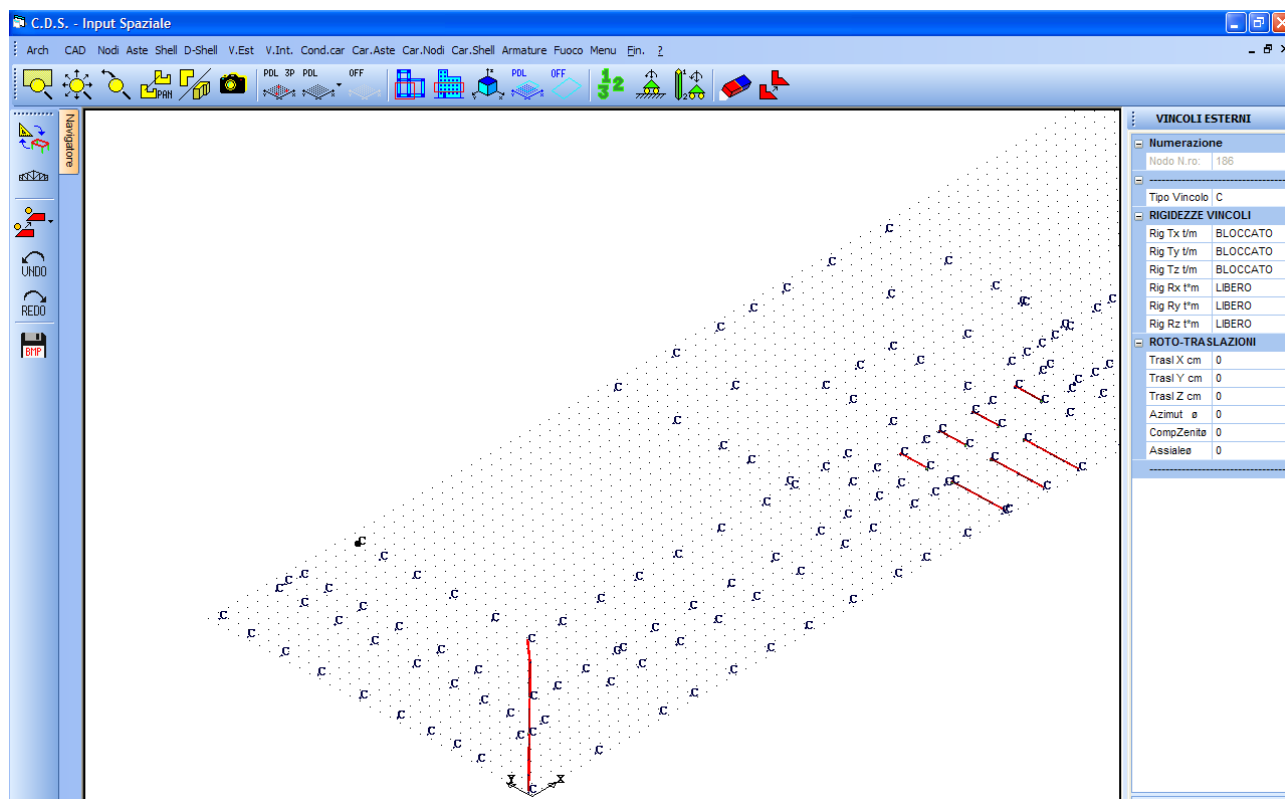 C.D.S. - Input Spaziale
Arch CAD Nodi Aste Shell D-Shell V.Est V.Int. Cond.car Car.Aste Car.Nodi Car.Shell Armature Fuoco Menu Fin. ?
PAN PDL 3P PDL OFF PDL OFF 1 2 3 1 2
Navigatore
UNDO
REDO
BMP
VINCOLI ESTERNI
Numerazione
Nodo N.ro: 186
Tipo Vincolo C
RIGIDEZZE VINCOLI
Rig Tx t/m BLOCCATO
Rig Ty t/m BLOCCATO
Rig Tz t/m BLOCCATO
Rig Rx t*m LIBERO
Rig Ry t*m LIBERO
Rig Rz t*m LIBERO
ROTO-TRASLAZIONI
Trasl X cm 0
Trasl Y cm 0
Trasl Z cm 0
Azimut ø 0
CompZenitø 0
Assialeø 0